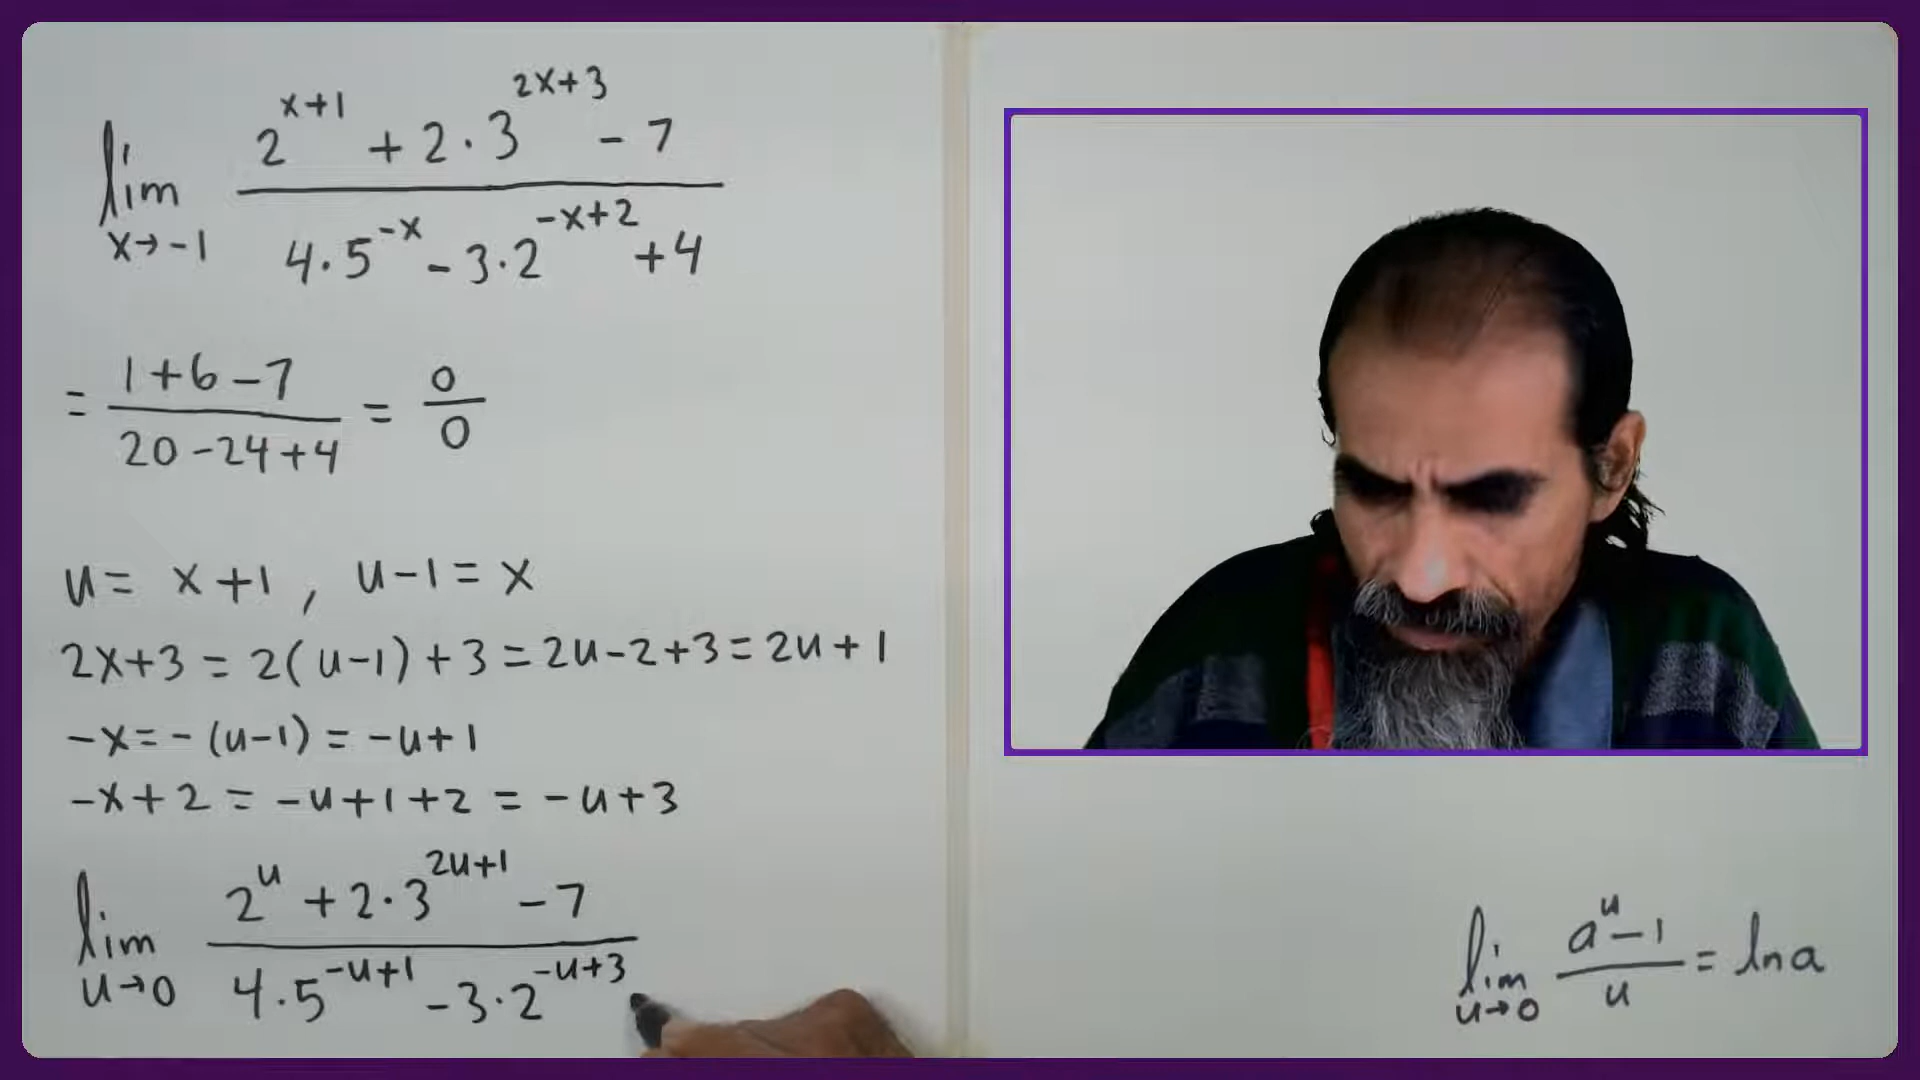 lim x→-1 (2^(x+1) + 2·3^(2x+3) - 7) / (4·5^(-x) - 3·2^(-x+2) + 4)
= (1+6-7) / (20-24+4) = 0/0
u = x+1 , u-1 = x
2x+3 = 2(u-1)+3 = 2u-2+3 = 2u+1
-x = -(u-1) = -u+1
-x+2 = -u+1+2 = -u+3
lim u→0 (2^u + 2·3^(2u+1) - 7) / (4·5^(-u+1) - 3·2^(-u+3)
lim u→0 (a^u - 1) / u = ln a